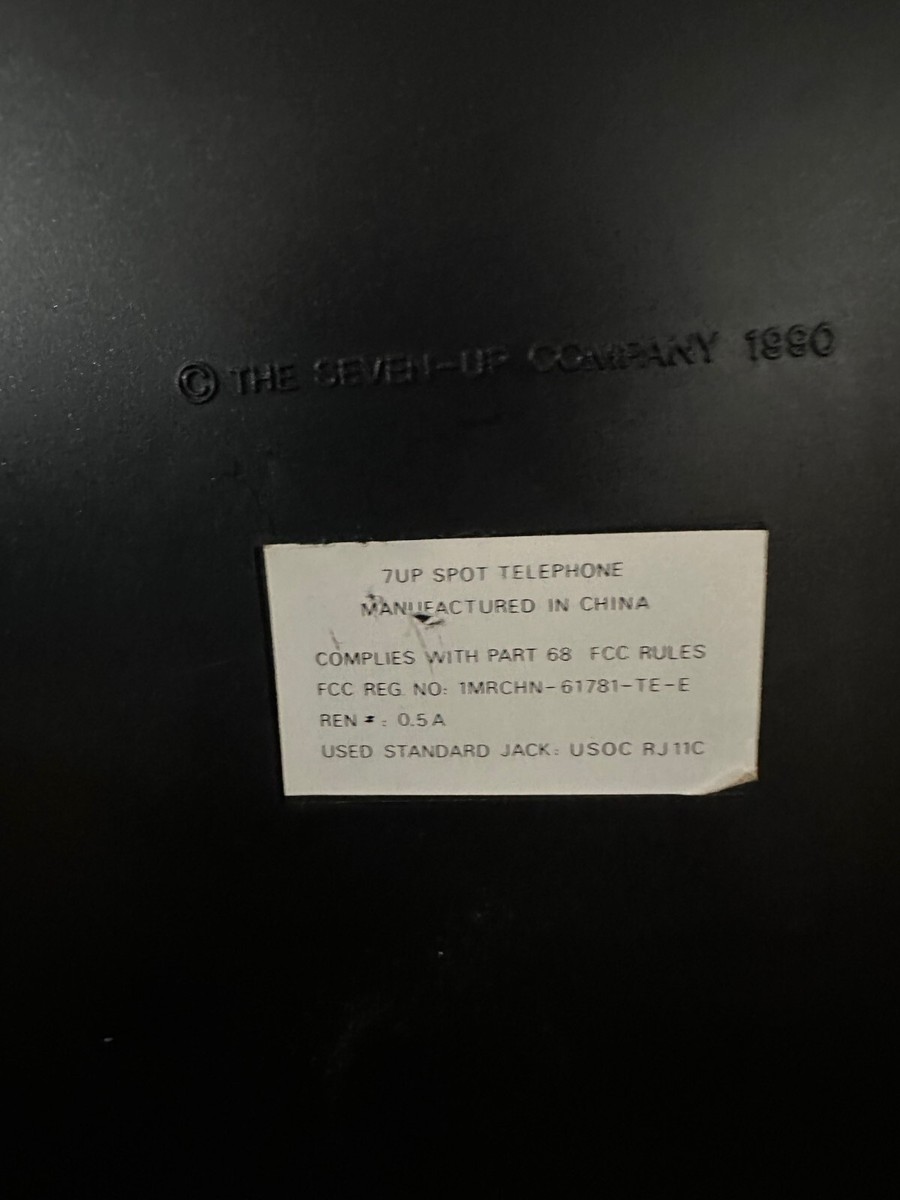 © THE SEVEN-UP COMPANY 1990
7UP SPOT TELEPHONE
MANUFACTURED IN CHINA
COMPLIES WITH PART 68 FCC RULES
FCC REG. NO: 1MRCHN-61781-TE-E
REN #: 0.5A
USED STANDARD JACK: USOC RJ11C